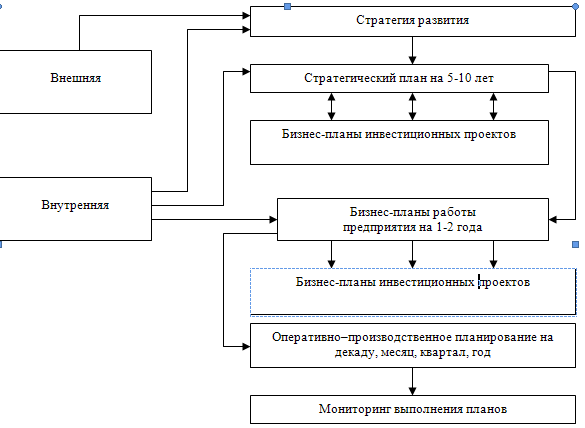 Стратегия развития
Внешняя
Стратегический план на 5-10 лет
Бизнес-планы инвестиционных проектов
Внутренняя
Бизнес-планы работы
предприятия на 1-2 года
Бизнес-планы инвестиционных проектов
Оперативно–производственное планирование на
декаду, месяц, квартал, год
Мониторинг выполнения планов